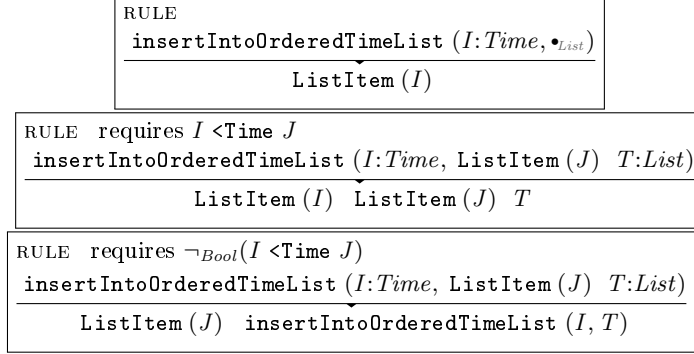 RULE
insertIntoOrderedTimeList (I:Time, •List)
ListItem (I)
RULE requires I <Time J
insertIntoOrderedTimeList (I:Time, ListItem (J) T:List)
ListItem (I) ListItem (J) T
RULE requires ¬Bool(I <Time J)
insertIntoOrderedTimeList (I:Time, ListItem (J) T:List)
ListItem (J) insertIntoOrderedTimeList (I, T)